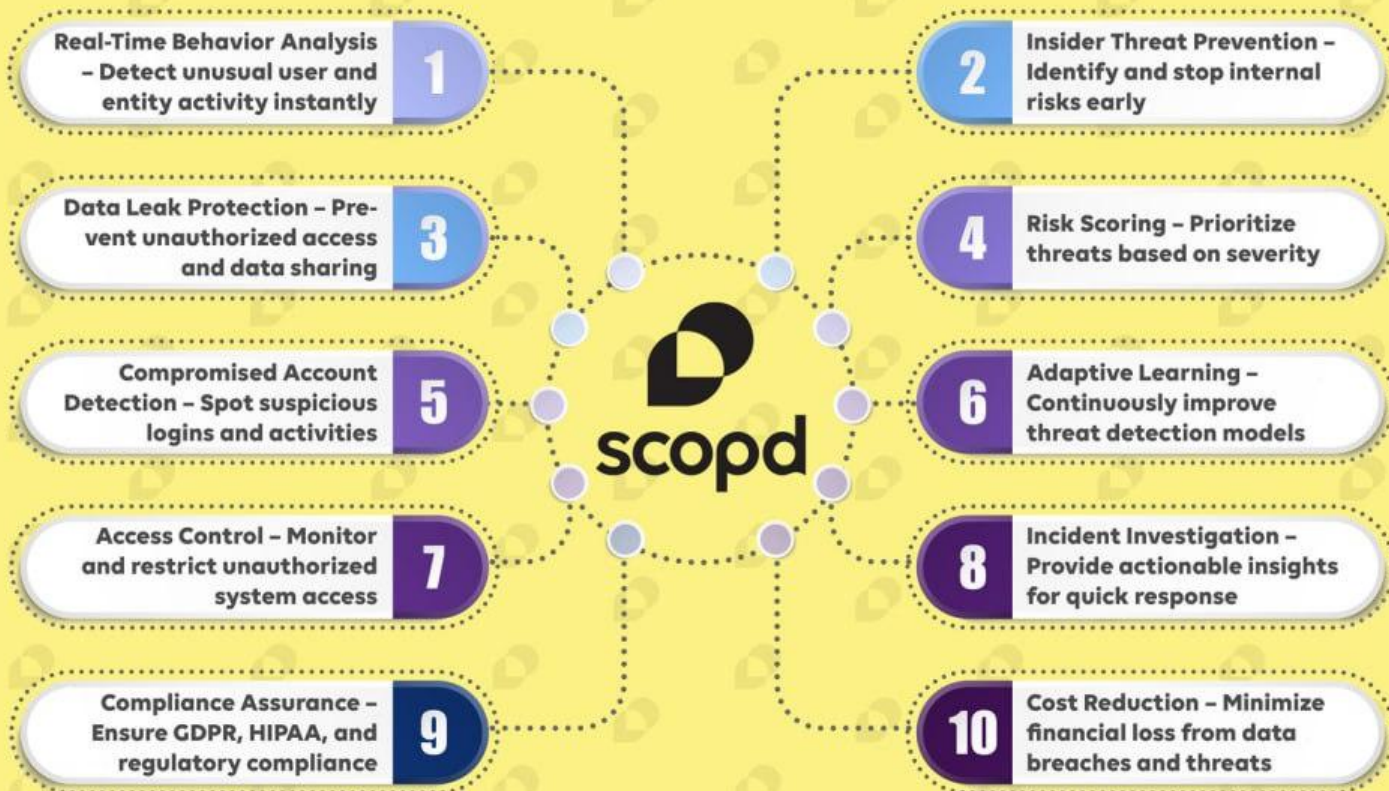 Real-Time Behavior Analysis
– Detect unusual user and
entity activity instantly
1
2
Insider Threat Prevention –
Identify and stop internal
risks early
Data Leak Protection – Pre-
vent unauthorized access
and data sharing
3
4
Risk Scoring – Prioritize
threats based on severity
Compromised Account
Detection – Spot suspicious
logins and activities
5
6
Adaptive Learning –
Continuously improve
threat detection models
scopd
Access Control – Monitor
and restrict unauthorized
system access
7
8
Incident Investigation –
Provide actionable insights
for quick response
Compliance Assurance –
Ensure GDPR, HIPAA, and
regulatory compliance
9
10
Cost Reduction – Minimize
financial loss from data
breaches and threats